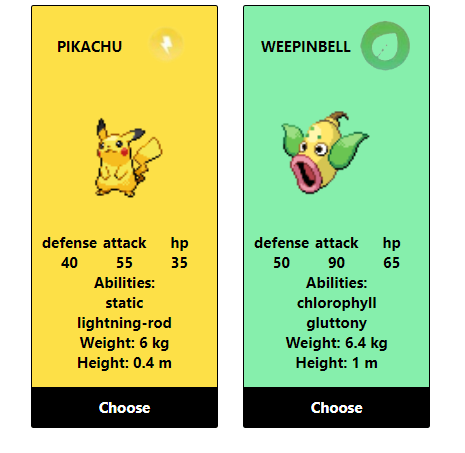 PIKACHU
defense attack hp
40 55 35
Abilities:
static
lightning-rod
Weight: 6 kg
Height: 0.4 m
Choose
WEEPINBELL
defense attack hp
50 90 65
Abilities:
chlorophyll
gluttony
Weight: 6.4 kg
Height: 1 m
Choose